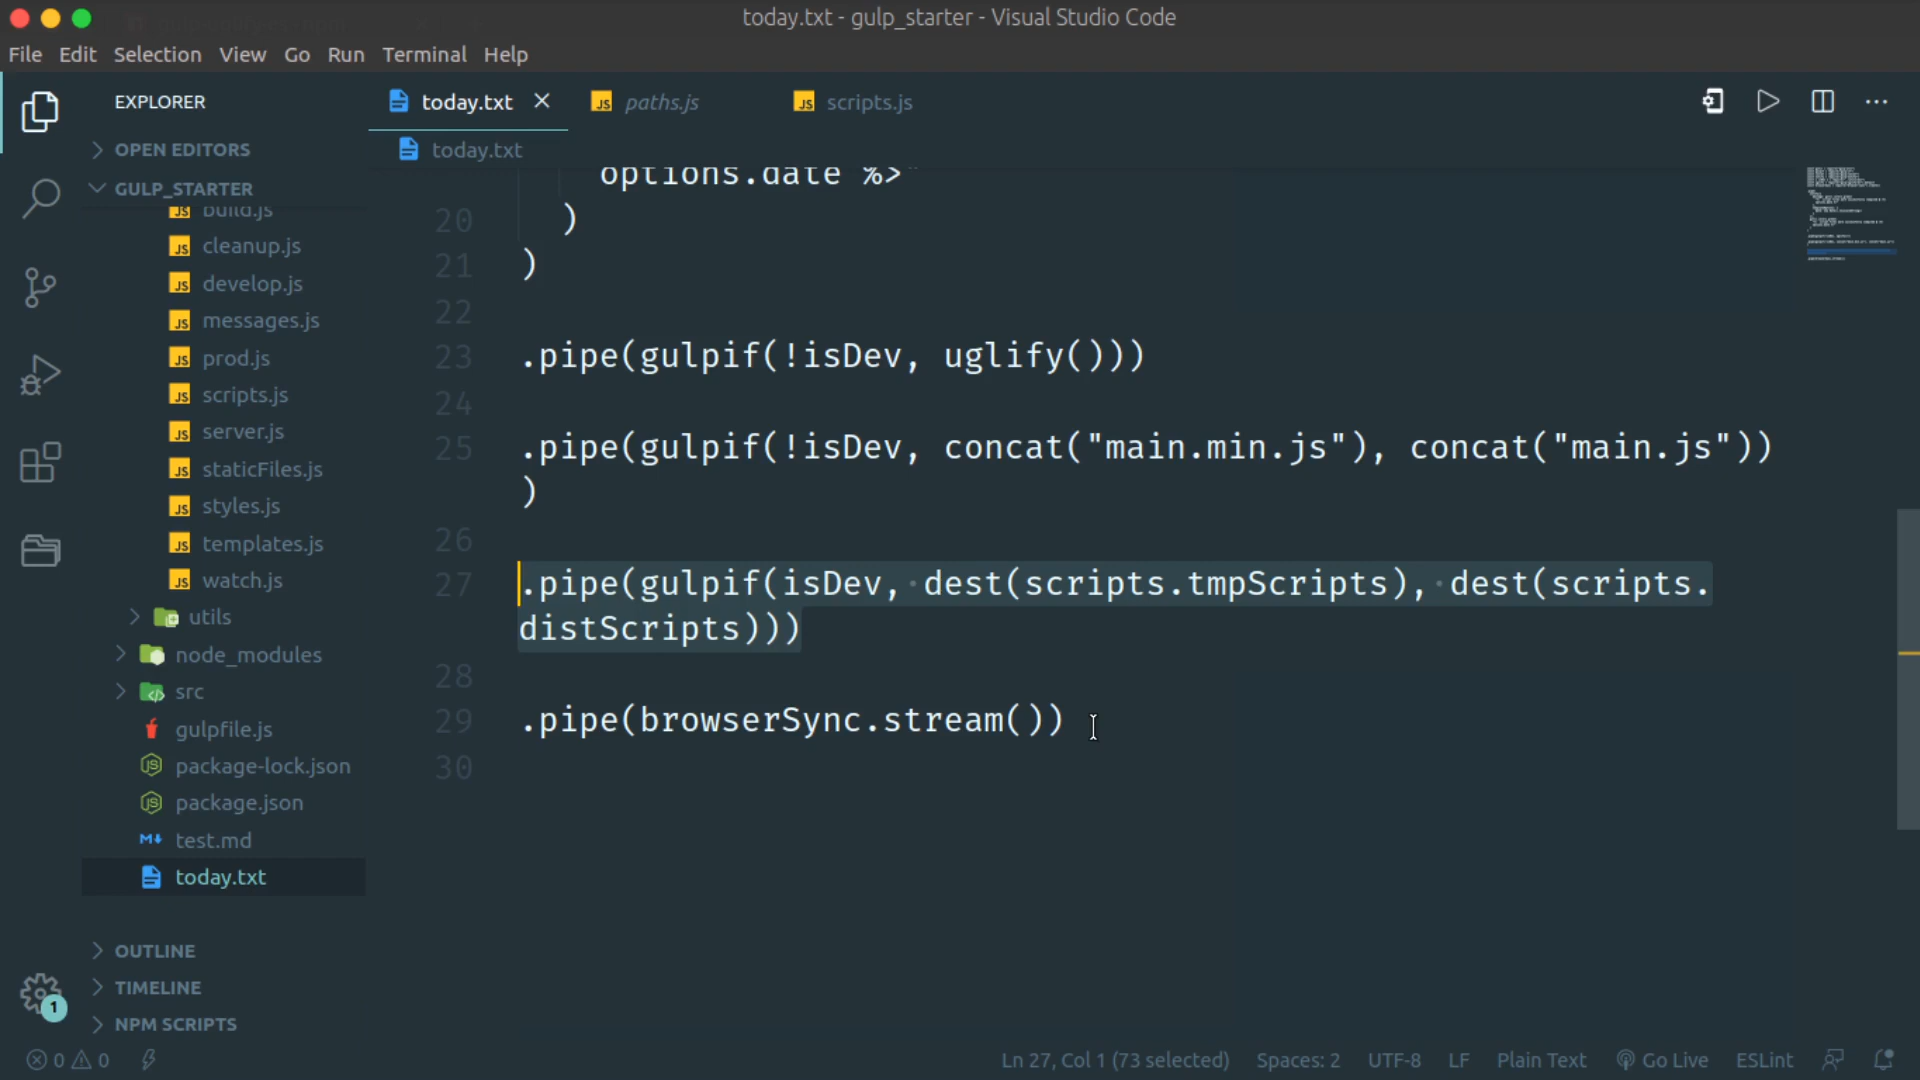 today.txt - gulp_starter - Visual Studio Code
File Edit Selection View Go Run Terminal Help
EXPLORER
OPEN EDITORS
GULP_STARTER
build.js
cleanup.js
develop.js
messages.js
prod.js
scripts.js
server.js
staticFiles.js
styles.js
templates.js
watch.js
utils
node_modules
src
gulpfile.js
package-lock.json
package.json
test.md
today.txt
OUTLINE
TIMELINE
NPM SCRIPTS
today.txt paths.js scripts.js
today.txt
options.date %>"
20 )
21 )
22
23 .pipe(gulpif(!isDev, uglify()))
24
25 .pipe(gulpif(!isDev, concat("main.min.js"), concat("main.js"))
)
26
27 .pipe(gulpif(isDev, dest(scripts.tmpScripts), dest(scripts.
distScripts)))
28
29 .pipe(browserSync.stream())
30
1
0 0 Ln 27, Col 1 (73 selected) Spaces: 2 UTF-8 LF Plain Text Go Live ESLint